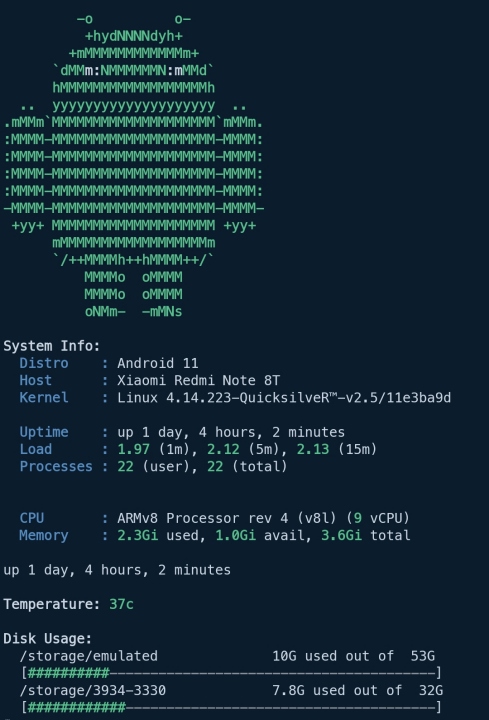 -o          o-
          +hydNNNNdyh+
        +mMMMMMMMMMMMMm+
      `dMMm:NMMMMMMN:mMMd`
      hMMMMMMMMMMMMMMMMMMh
  ..  yyyyyyyyyyyyyyyyyyyy  ..
.mMMm`MMMMMMMMMMMMMMMMMMMM`mMMm.
:MMMM-MMMMMMMMMMMMMMMMMMMM-MMMM:
:MMMM-MMMMMMMMMMMMMMMMMMMM-MMMM:
:MMMM-MMMMMMMMMMMMMMMMMMMM-MMMM:
:MMMM-MMMMMMMMMMMMMMMMMMMM-MMMM:
-MMMM-MMMMMMMMMMMMMMMMMMMM-MMMM-
 +yy+ MMMMMMMMMMMMMMMMMMMM +yy+
      mMMMMMMMMMMMMMMMMMMm
      `/++MMMMh++hMMMM++/`
          MMMMo  oMMMM
          MMMMo  oMMMM
          oNMm-  -mMNs
System Info:
Distro : Android 11
Host : Xiaomi Redmi Note 8T
Kernel : Linux 4.14.223-QuicksilveR™-v2.5/11e3ba9d
Uptime : up 1 day, 4 hours, 2 minutes
Load : 1.97 (1m), 2.12 (5m), 2.13 (15m)
Processes : 22 (user), 22 (total)
CPU : ARMv8 Processor rev 4 (v8l) (9 vCPU)
Memory : 2.3Gi used, 1.0Gi avail, 3.6Gi total
up 1 day, 4 hours, 2 minutes
Temperature: 37c
Disk Usage:
/storage/emulated 10G used out of 53G
[##########----------------------------------------]
/storage/3934-3330 7.8G used out of 32G
[############--------------------------------------]